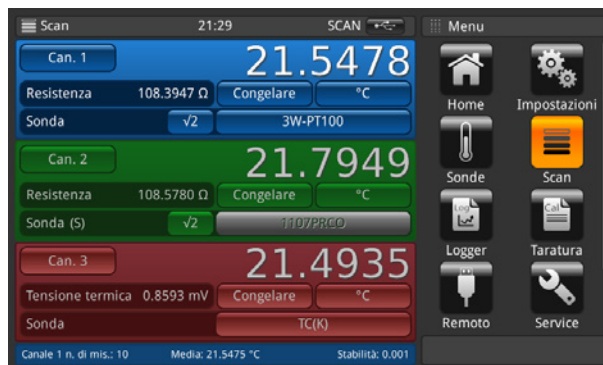 Scan 21:29 SCAN
Can. 1 21.5478
Resistenza 108.3947 Ω Congelare °C
Sonda √2 3W-PT100
Can. 2 21.7949
Resistenza 108.5780 Ω Congelare °C
Sonda (S) √2 1107PRCO
Can. 3 21.4935
Tensione termica 0.8593 mV Congelare °C
Sonda TC(K)
Canale 1 n. di mis.: 10 Media: 21.5475 °C Stabilità: 0.001
Menu
Home Impostazioni
Sonde Scan
Log Cal
Logger Taratura
Remoto Service